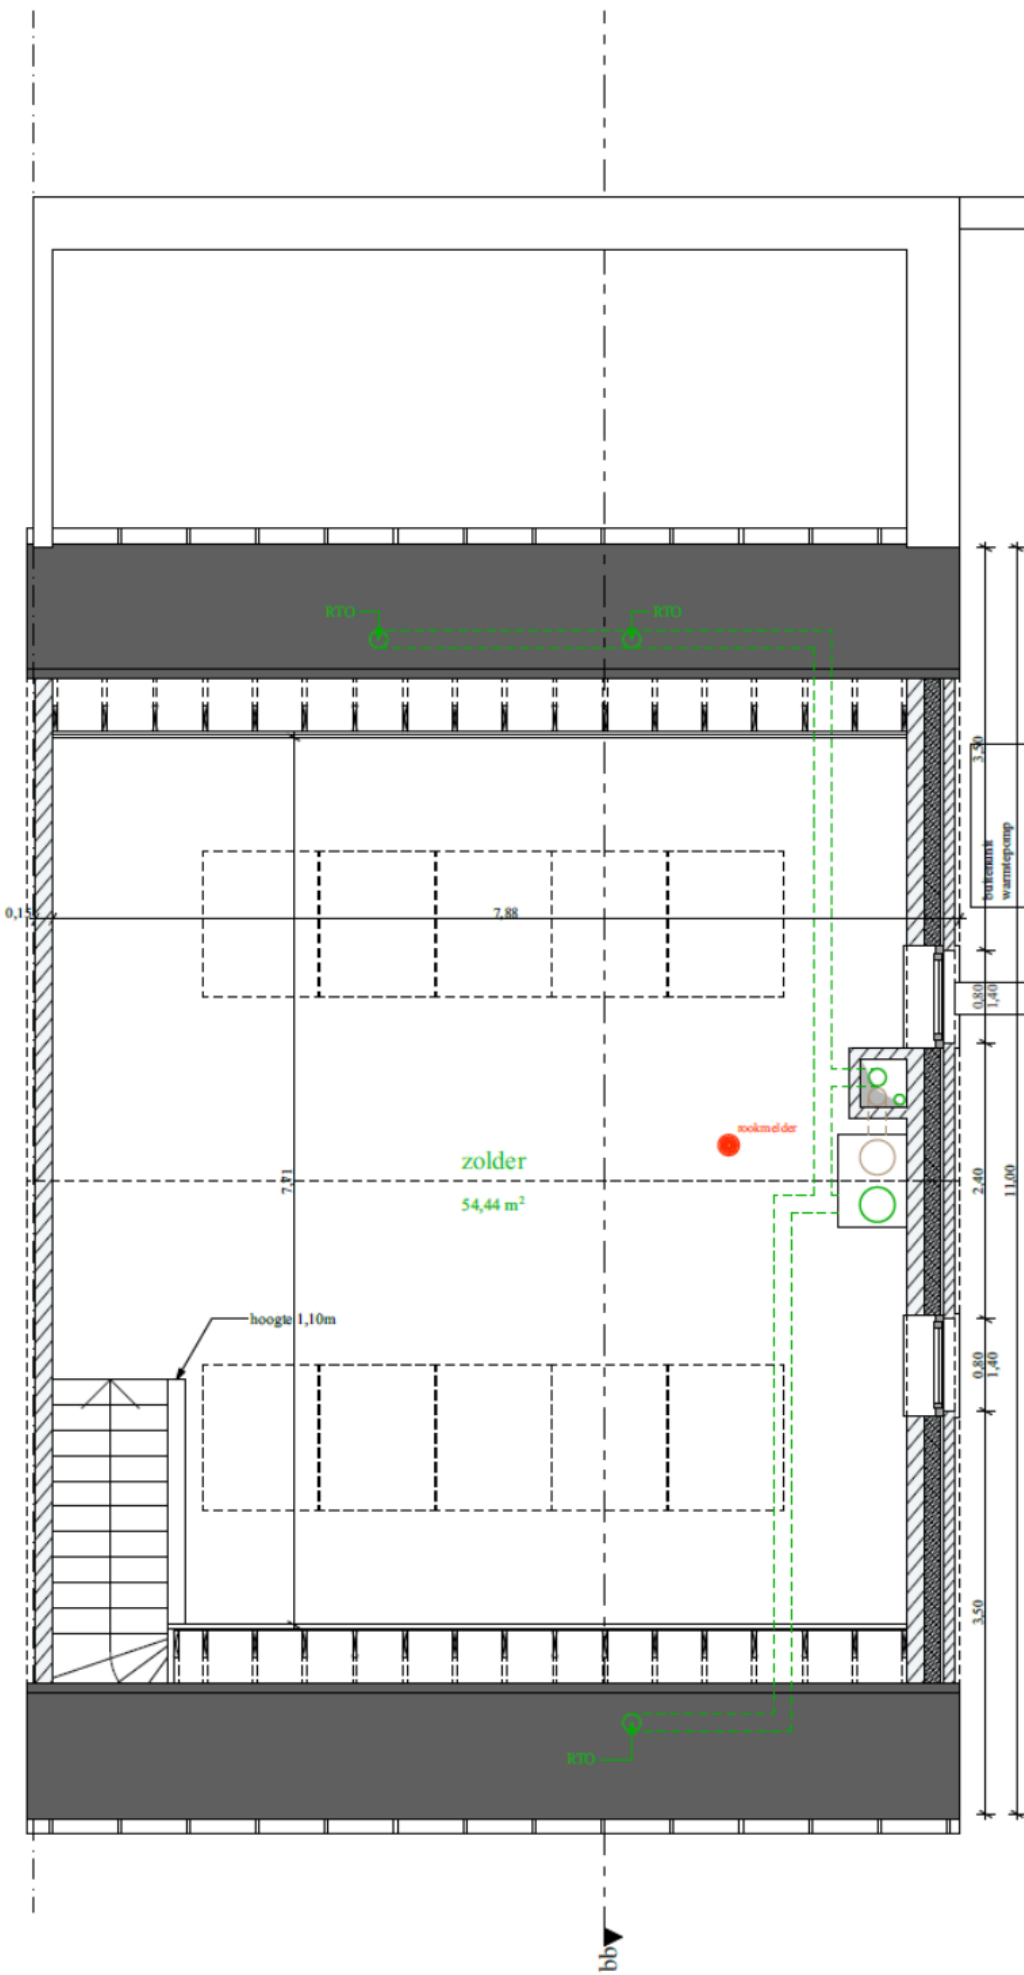 RTO
RTO
3,50
buitenunit
warmtepomp
0,15
7,88
0,80
1,40
rookmelder
zolder
7,71
2,40
11,00
54,44 m²
hoogte 1,10m
0,80
1,40
3,50
RTO
bb